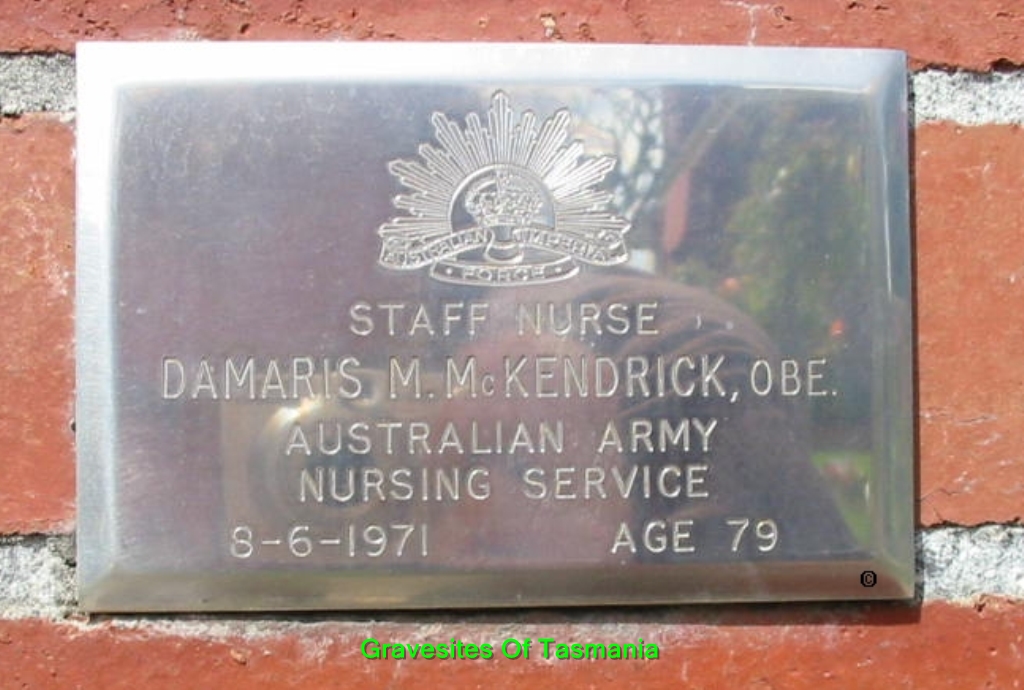 AUSTRALIAN IMPERIAL
FORCE
STAFF NURSE
DAMARIS M. McKENDRICK, OBE.
AUSTRALIAN ARMY
NURSING SERVICE
8-6-1971 AGE 79
©
Gravesites Of Tasmania